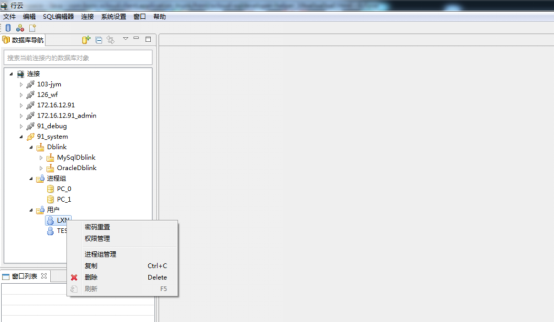 行云
文件 编辑 SQL编辑器 连接 系统设置 窗口 帮助
数据库导航
搜索会话连接内的数据库对象
连接
103-jym
126_wf
172.16.12.91
172.16.12.91_admin
91_debug
91_system
Dblink
MySqlDblink
OracleDblink
进程组
PC_0
PC_1
用户
LXM
TES
密码重置
权限管理
进程组管理
复制 Ctrl+C
删除 Delete
刷新 F5
窗口列表